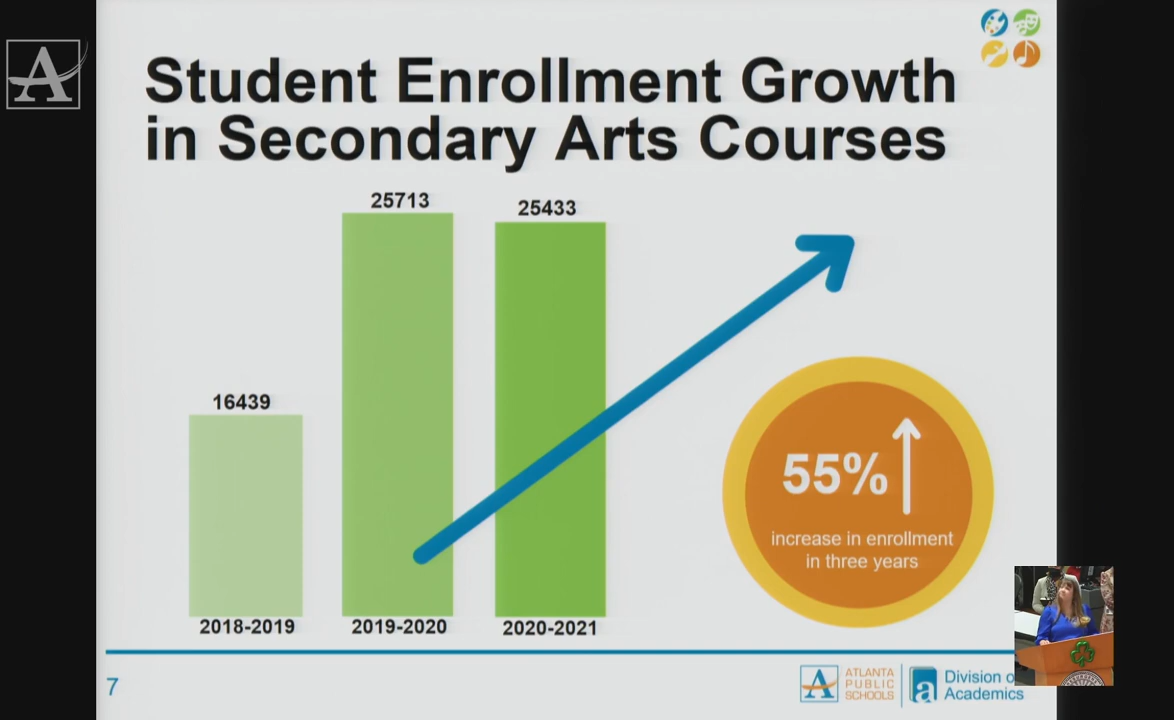 A
Student Enrollment Growth
in Secondary Arts Courses
16439
25713
25433
2018-2019
2019-2020
2020-2021
55%
increase in enrollment
in three years
7
A
ATLANTA
PUBLIC
SCHOOLS
a
Division o
Academics